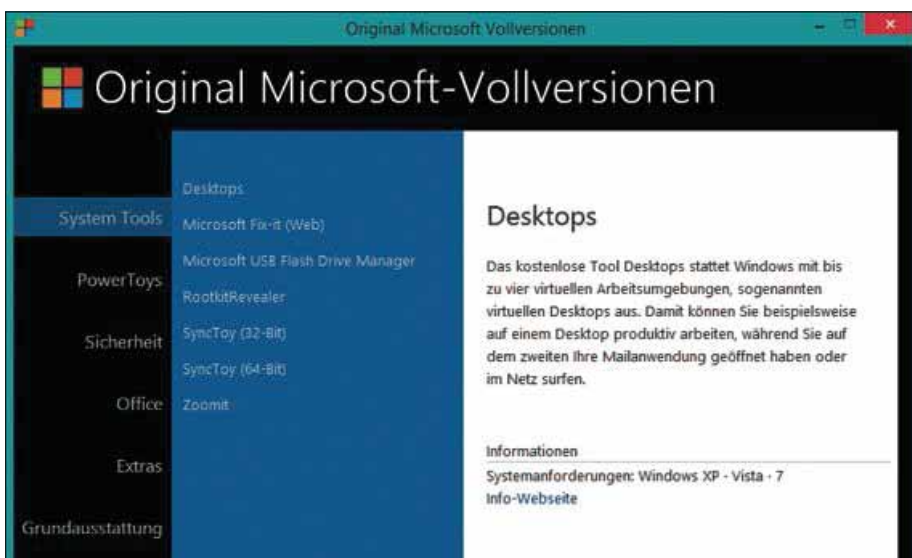 Original Microsoft Vollversionen
Original Microsoft-Vollversionen
System Tools
PowerToys
Sicherheit
Office
Extras
Grundausstattung
Desktops
Microsoft Fix-it (Web)
Microsoft USB Flash Drive Manager
RootkitRevealer
SyncToy (32-Bit)
SyncToy (64-Bit)
Zoomit
Desktops
Das kostenlose Tool Desktops stattet Windows mit bis
zu vier virtuellen Arbeitsumgebungen, sogenannten
virtuellen Desktops aus. Damit können Sie beispielsweise
auf einem Desktop produktiv arbeiten, während Sie auf
dem zweiten Ihre Mailanwendung geöffnet haben oder
im Netz surfen.
Informationen
Systemanforderungen: Windows XP - Vista - 7
Info-Webseite